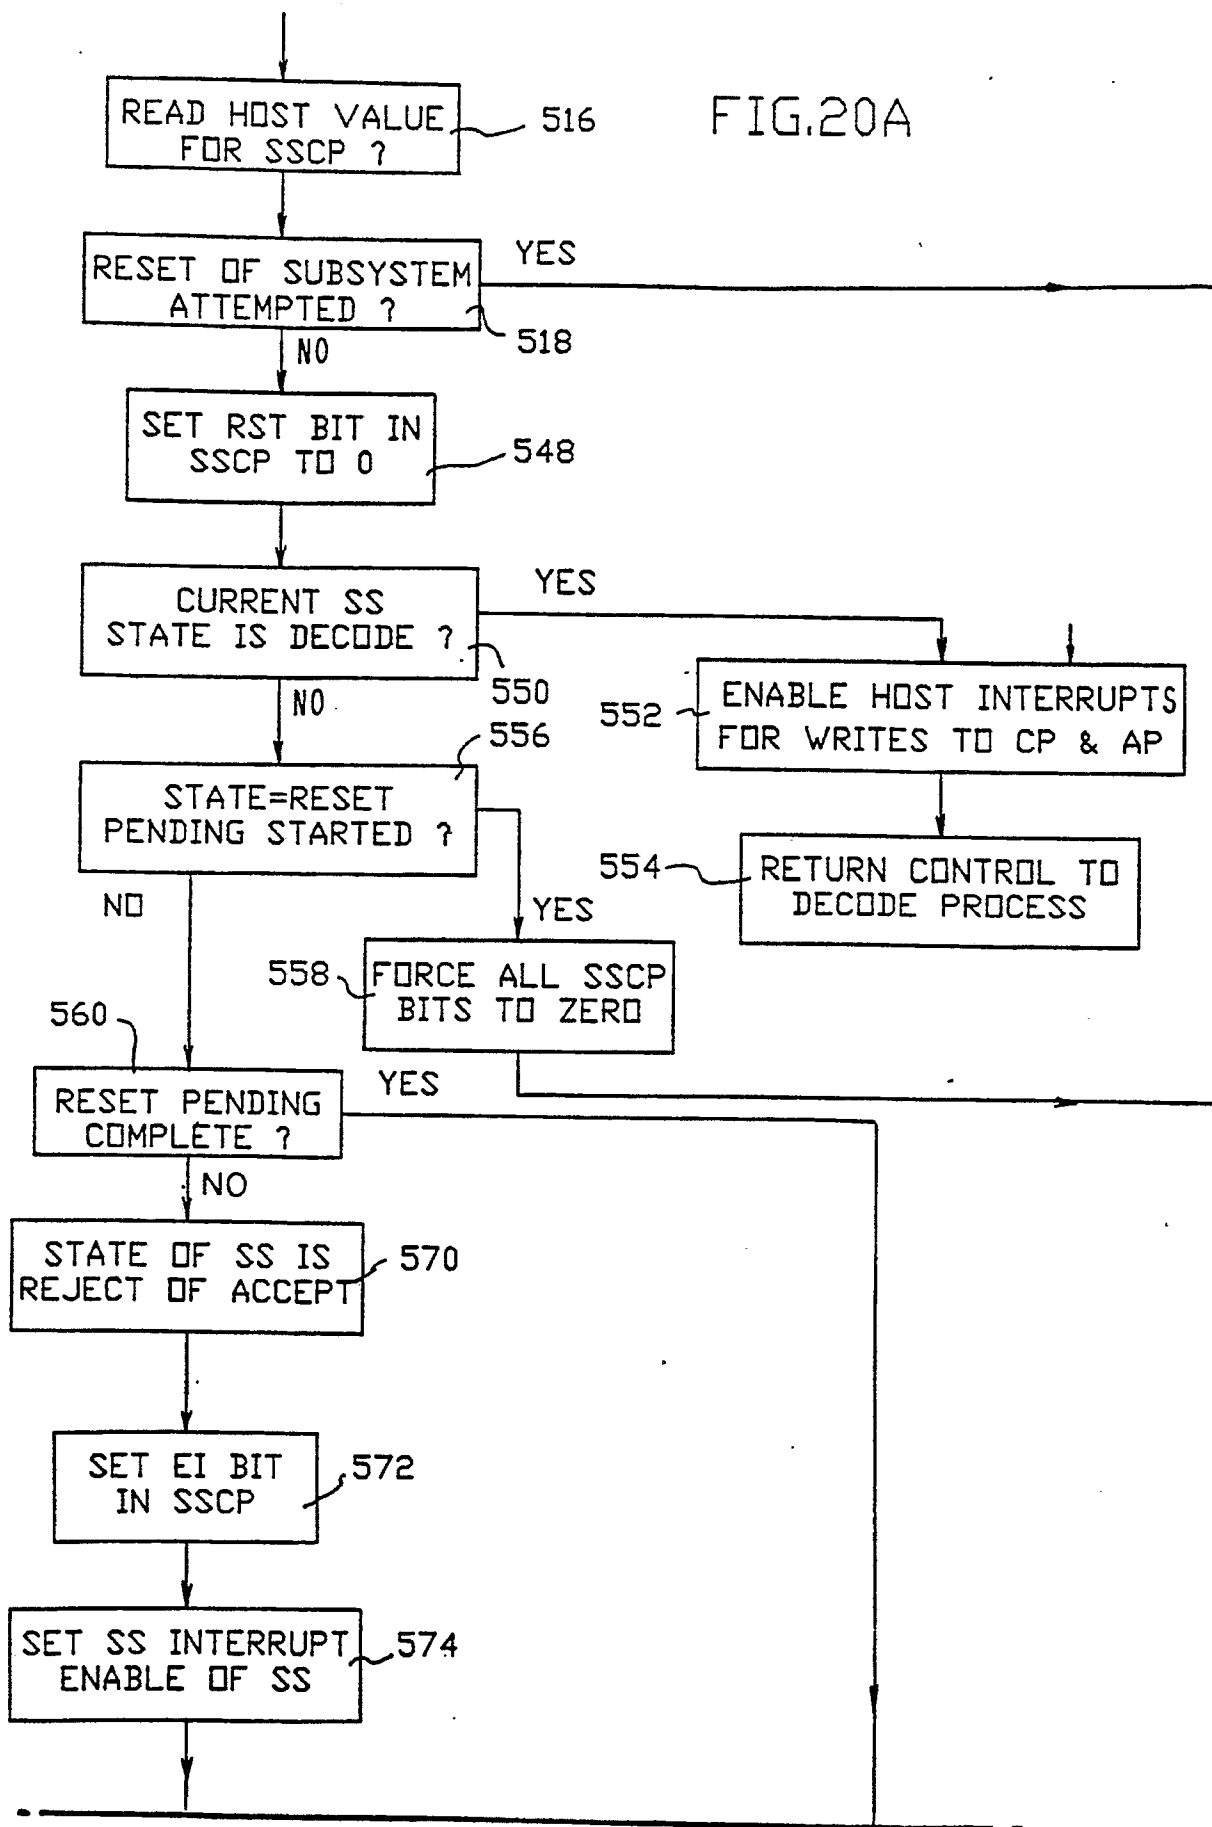 FIG.20A
READ HOST VALUE
FOR SSCP ?
516
RESET OF SUBSYSTEM
ATTEMPTED ?
518
YES
NO
SET RST BIT IN
SSCP TO 0
548
CURRENT SS
STATE IS DECODE ?
550
YES
NO
552
ENABLE HOST INTERRUPTS
FOR WRITES TO CP & AP
554
RETURN CONTROL TO
DECODE PROCESS
556
STATE=RESET
PENDING STARTED ?
NO
YES
558
FORCE ALL SSCP
BITS TO ZERO
560
RESET PENDING
COMPLETE ?
YES
NO
STATE OF SS IS
REJECT OF ACCEPT
570
SET EI BIT
IN SSCP
572
SET SS INTERRUPT
ENABLE OF SS
574